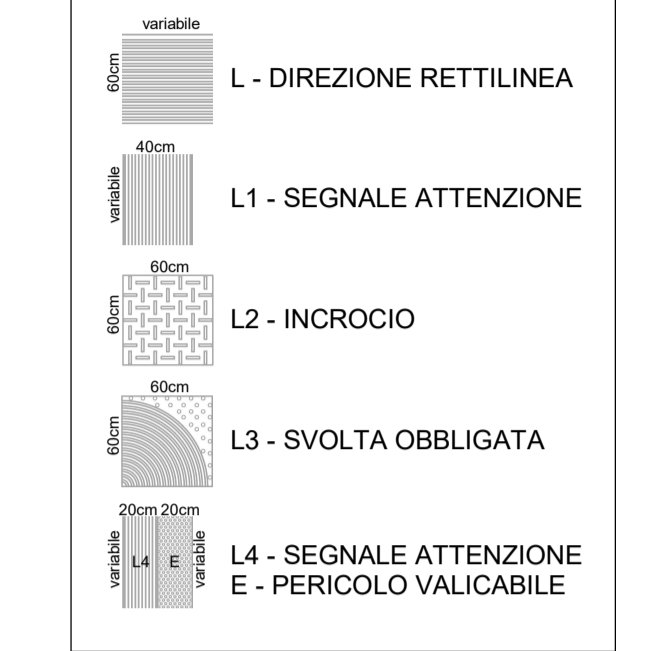 variabile
60cm
L - DIREZIONE RETTILINEA
40cm
variabile
L1 - SEGNALE ATTENZIONE
60cm
60cm
L2 - INCROCIO
60cm
60cm
L3 - SVOLTA OBBLIGATA
20cm 20cm
variabile
L4
E
variabile
L4 - SEGNALE ATTENZIONE
E - PERICOLO VALICABILE